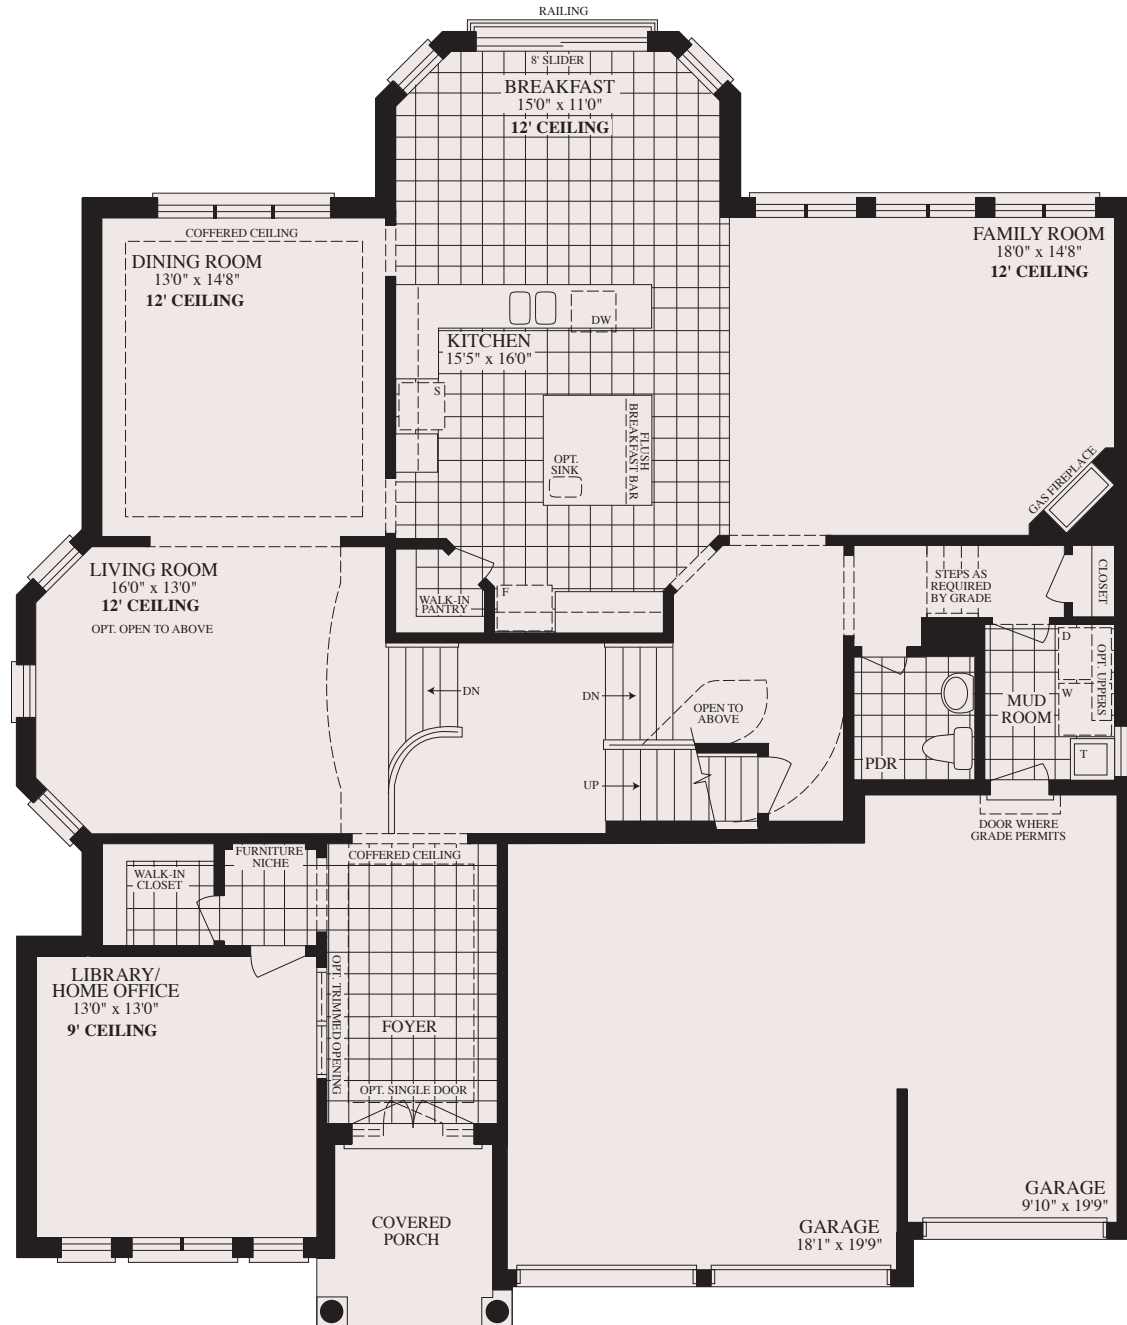 RAILING
8' SLIDER
BREAKFAST
15'0" x 11'0"
12' CEILING
COFFERED CEILING
DINING ROOM
13'0" x 14'8"
12' CEILING
FAMILY ROOM
18'0" x 14'8"
12' CEILING
DW
KITCHEN
15'5" x 16'0"
S
FLUSH
BREAKFAST BAR
OPT.
SINK
GAS FIREPLACE
LIVING ROOM
16'0" x 13'0"
12' CEILING
OPT. OPEN TO ABOVE
WALK-IN
PANTRY
F
STEPS AS
REQUIRED
BY GRADE
CLOSET
D
W
OPT. UPPERS
MUD
ROOM
T
DN
DN
OPEN TO
ABOVE
UP
PDR
DOOR WHERE
GRADE PERMITS
FURNITURE
NICHE
COFFERED CEILING
WALK-IN
CLOSET
LIBRARY/
HOME OFFICE
13'0" x 13'0"
9' CEILING
OPT. TRIMMED OPENING
FOYER
OPT. SINGLE DOOR
COVERED
PORCH
GARAGE
18'1" x 19'9"
GARAGE
9'10" x 19'9"